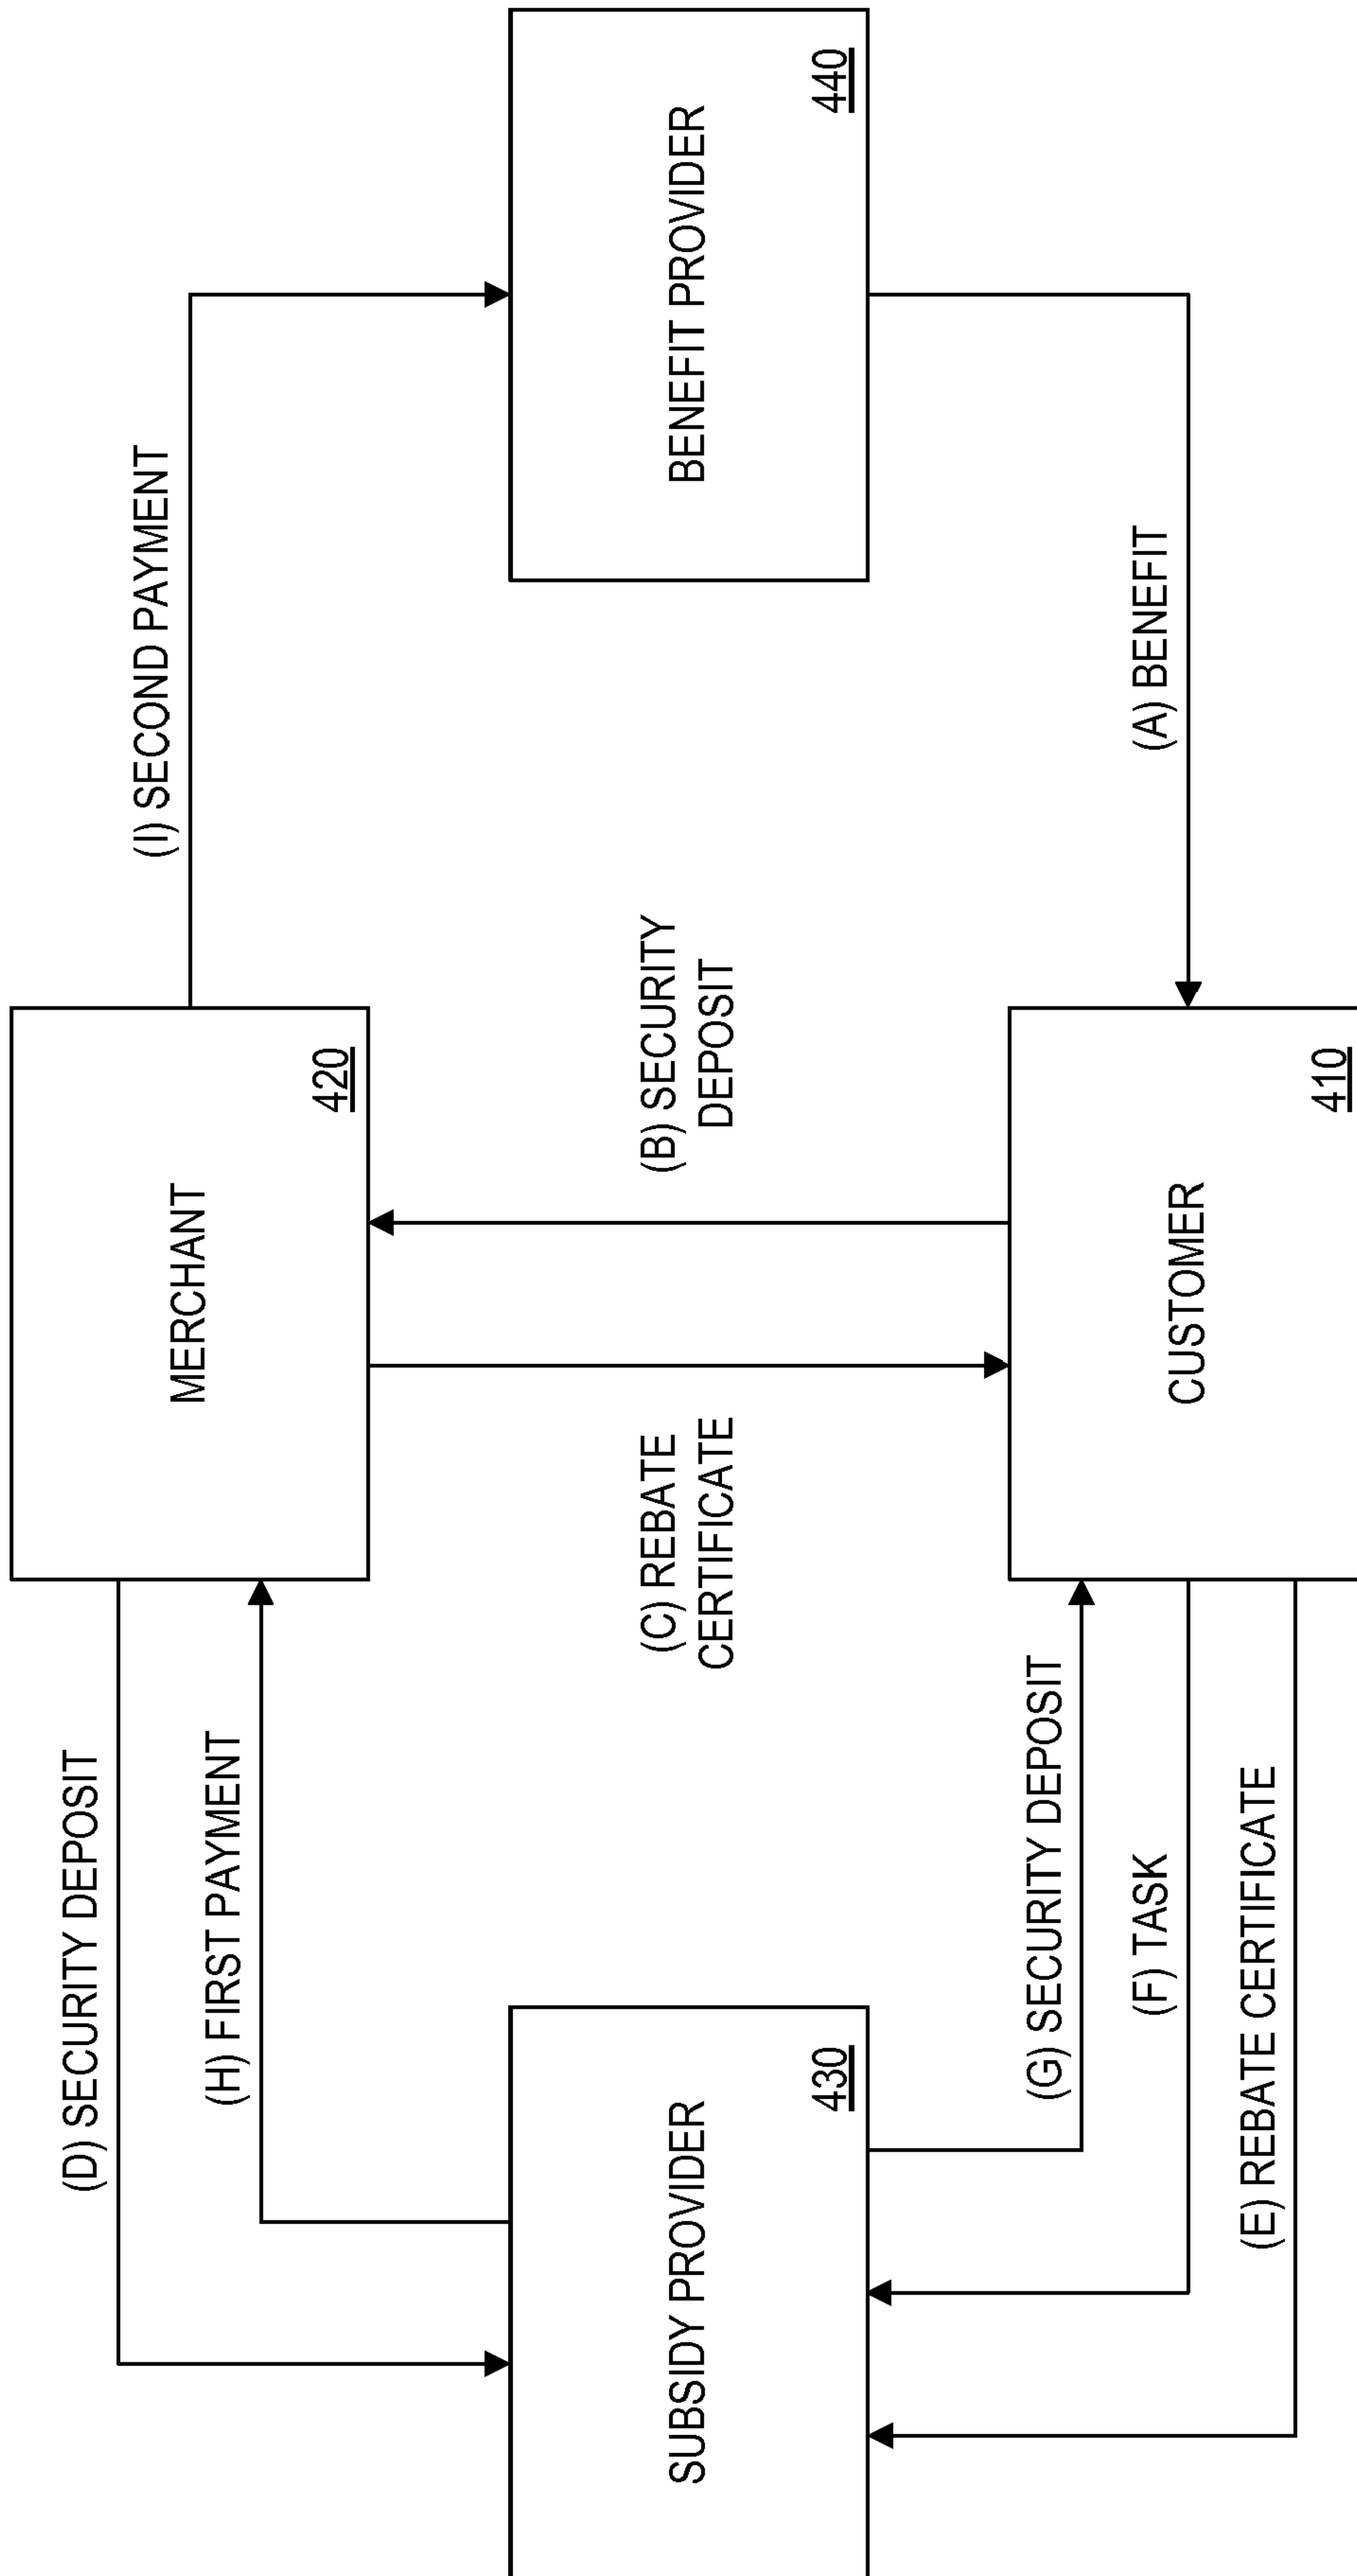 (D) SECURITY DEPOSIT
(H) FIRST PAYMENT
MERCHANT
420
(I) SECOND PAYMENT
SUBSIDY PROVIDER
430
(C) REBATE
CERTIFICATE
(B) SECURITY
DEPOSIT
BENEFIT PROVIDER
440
(G) SECURITY DEPOSIT
(F) TASK
(E) REBATE CERTIFICATE
CUSTOMER
410
(A) BENEFIT